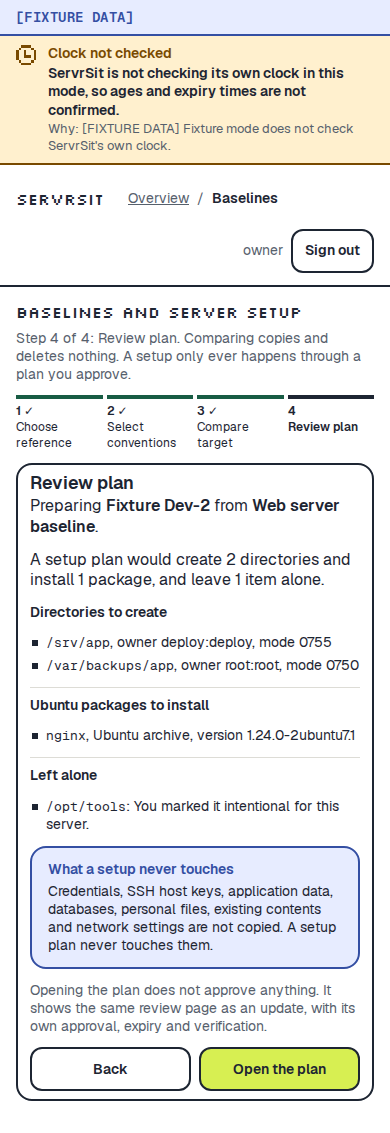 [FIXTURE DATA]
Clock not checked
ServrSit is not checking its own clock in this
mode, so ages and expiry times are not
confirmed.
Why: [FIXTURE DATA] Fixture mode does not check
ServrSit's own clock.
SERVRSIT
Overview / Baselines
owner
Sign out
BASELINES AND SERVER SETUP
Step 4 of 4: Review plan. Comparing copies and
deletes nothing. A setup only ever happens through a
plan you approve.
1 ✓
Choose
reference
2 ✓
Select
conventions
3 ✓
Compare
target
4
Review plan
Review plan
Preparing Fixture Dev-2 from Web server
baseline.
A setup plan would create 2 directories and
install 1 package, and leave 1 item alone.
Directories to create
/srv/app, owner deploy:deploy, mode 0755
/var/backups/app, owner root:root, mode 0750
Ubuntu packages to install
nginx, Ubuntu archive, version 1.24.0-2ubuntu7.1
Left alone
/opt/tools: You marked it intentional for this
server.
What a setup never touches
Credentials, SSH host keys, application data,
databases, personal files, existing contents
and network settings are not copied. A setup
plan never touches them.
Opening the plan does not approve anything. It
shows the same review page as an update, with its
own approval, expiry and verification.
Back
Open the plan